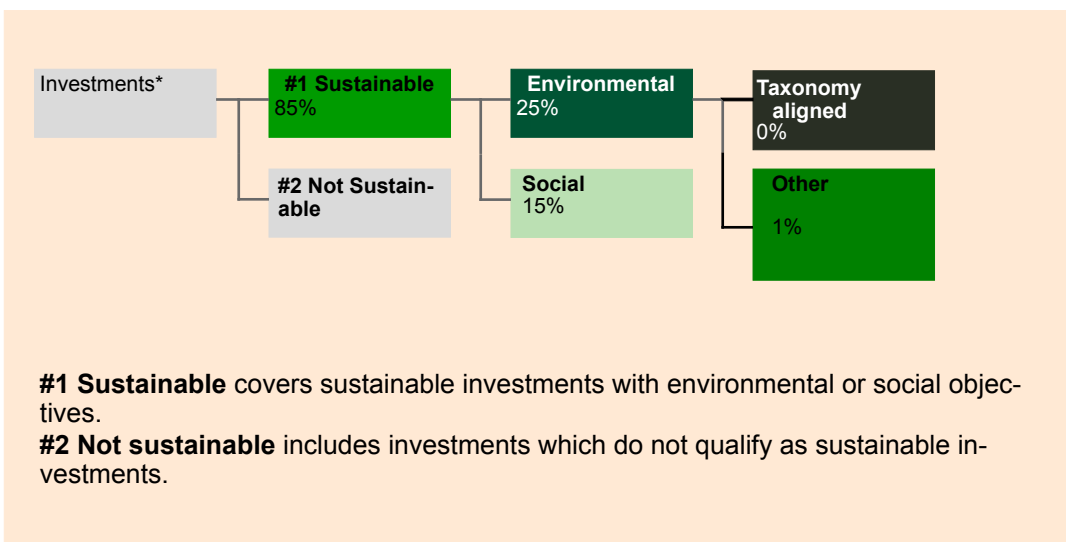 Investments*
#1 Sustainable
85%
#2 Not Sustain-
able
Environmental
25%
Social
15%
Taxonomy
aligned
0%
Other
1%
#1 Sustainable covers sustainable investments with environmental or social objec-
tives.
#2 Not sustainable includes investments which do not qualify as sustainable in-
vestments.